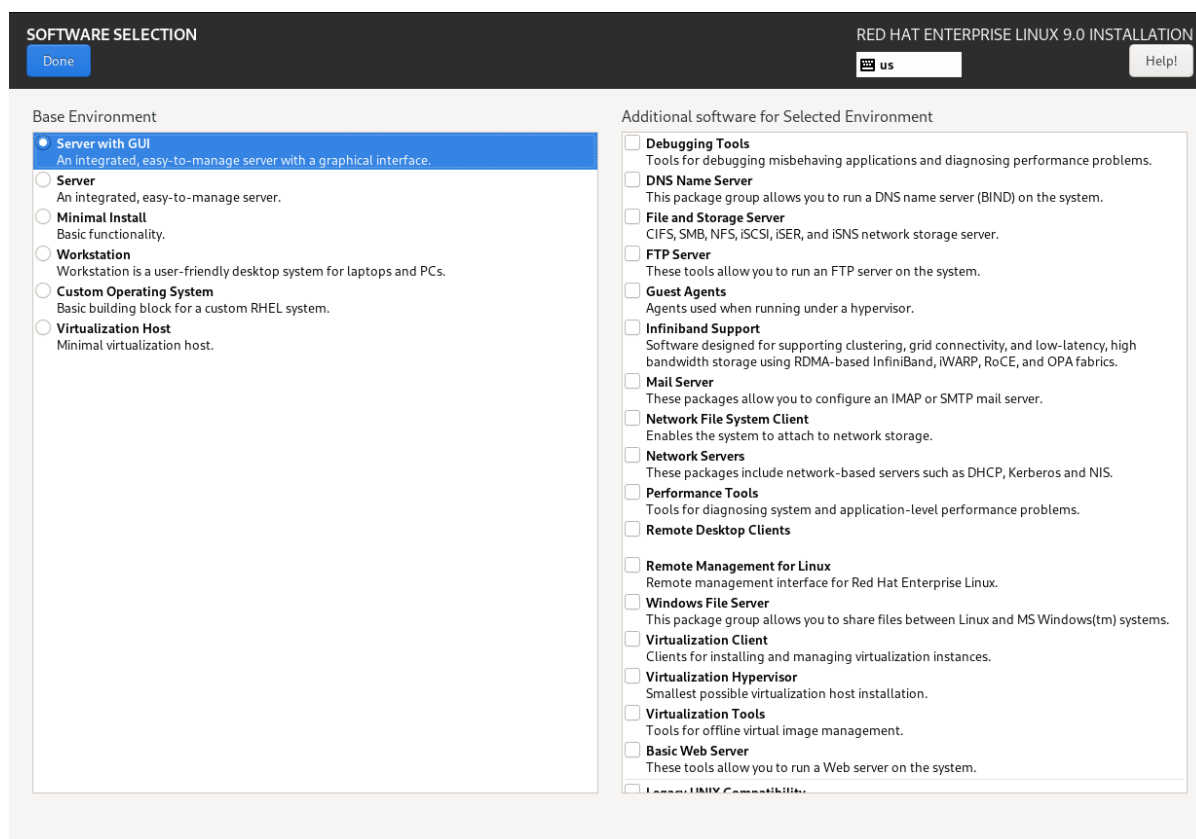 SOFTWARE SELECTION
Done
RED HAT ENTERPRISE LINUX 9.0 INSTALLATION
us
Help!
Base Environment
Server with GUI
An integrated, easy-to-manage server with a graphical interface.
Server
An integrated, easy-to-manage server.
Minimal Install
Basic functionality.
Workstation
Workstation is a user-friendly desktop system for laptops and PCs.
Custom Operating System
Basic building block for a custom RHEL system.
Virtualization Host
Minimal virtualization host.
Additional software for Selected Environment
Debugging Tools
Tools for debugging misbehaving applications and diagnosing performance problems.
DNS Name Server
This package group allows you to run a DNS name server (BIND) on the system.
File and Storage Server
CIFS, SMB, NFS, iSCSI, iSER, and iSNS network storage server.
FTP Server
These tools allow you to run an FTP server on the system.
Guest Agents
Agents used when running under a hypervisor.
Infiniband Support
Software designed for supporting clustering, grid connectivity, and low-latency, high
bandwidth storage using RDMA-based InfiniBand, iWARP, RoCE, and OPA fabrics.
Mail Server
These packages allow you to configure an IMAP or SMTP mail server.
Network File System Client
Enables the system to attach to network storage.
Network Servers
These packages include network-based servers such as DHCP, Kerberos and NIS.
Performance Tools
Tools for diagnosing system and application-level performance problems.
Remote Desktop Clients
Remote Management for Linux
Remote management interface for Red Hat Enterprise Linux.
Windows File Server
This package group allows you to share files between Linux and MS Windows(tm) systems.
Virtualization Client
Clients for installing and managing virtualization instances.
Virtualization Hypervisor
Smallest possible virtualization host installation.
Virtualization Tools
Tools for offline virtual image management.
Basic Web Server
These tools allow you to run a Web server on the system.
Legacy UNIX Compatibility